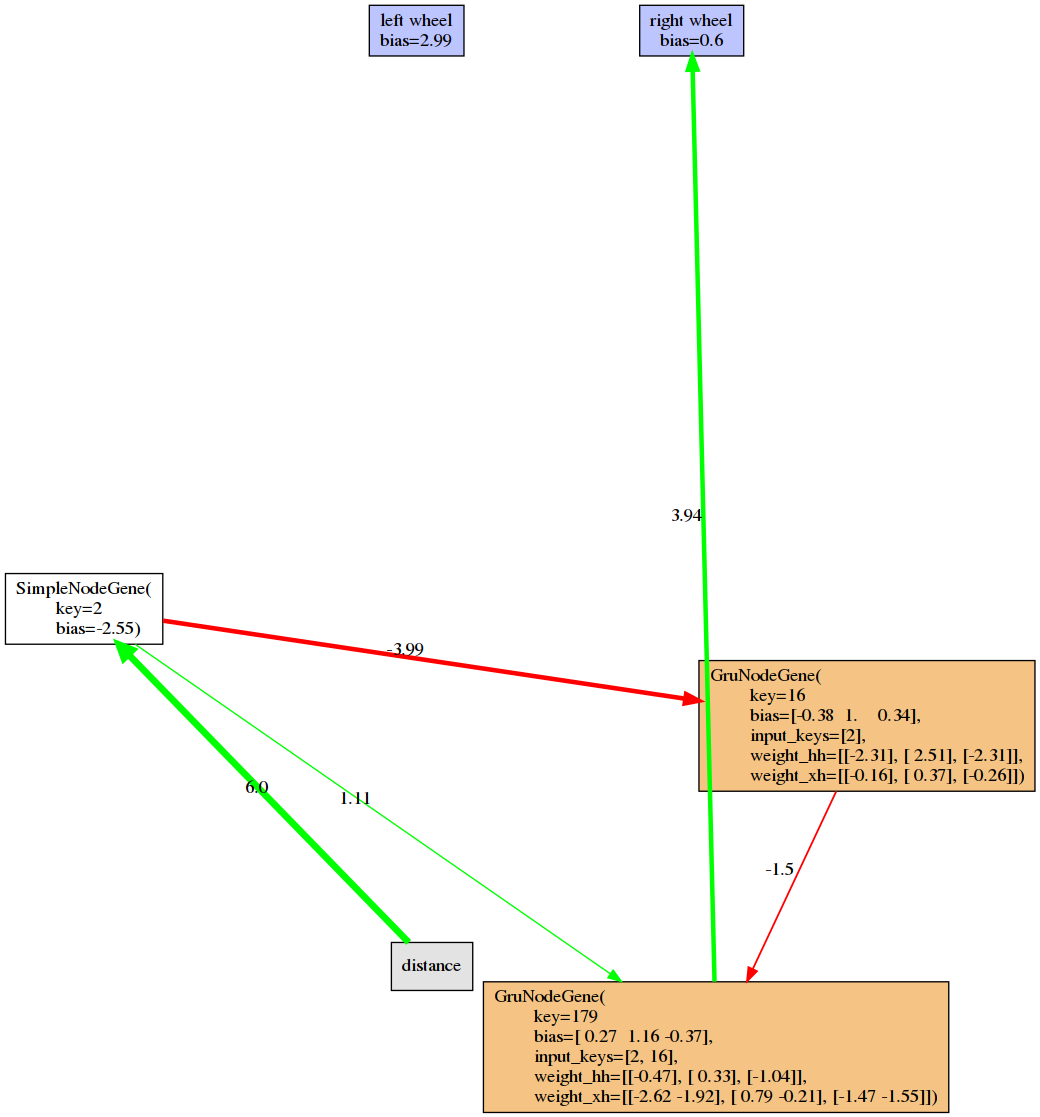 left wheel
bias=2.99
right wheel
bias=0.6
3.94
SimpleNodeGene(
key=2
bias=-2.55)
-3.99
GruNodeGene(
key=16
bias=[-0.38 1. 0.34],
input_keys=[2],
weight_hh=[[-2.31], [ 2.51], [-2.31]],
weight_xh=[[-0.16], [ 0.37], [-0.26]])
6.0
1.11
-1.5
distance
GruNodeGene(
key=179
bias=[ 0.27 1.16 -0.37],
input_keys=[2, 16],
weight_hh=[[-0.47], [ 0.33], [-1.04]],
weight_xh=[[-2.62 -1.92], [ 0.79 -0.21], [-1.47 -1.55]])